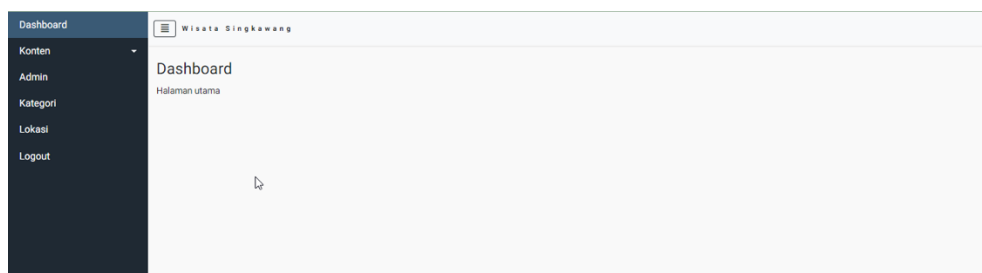 Dashboard
Konten
Admin
Kategori
Lokasi
Logout
Wisata Singkawang
Dashboard
Halaman utama